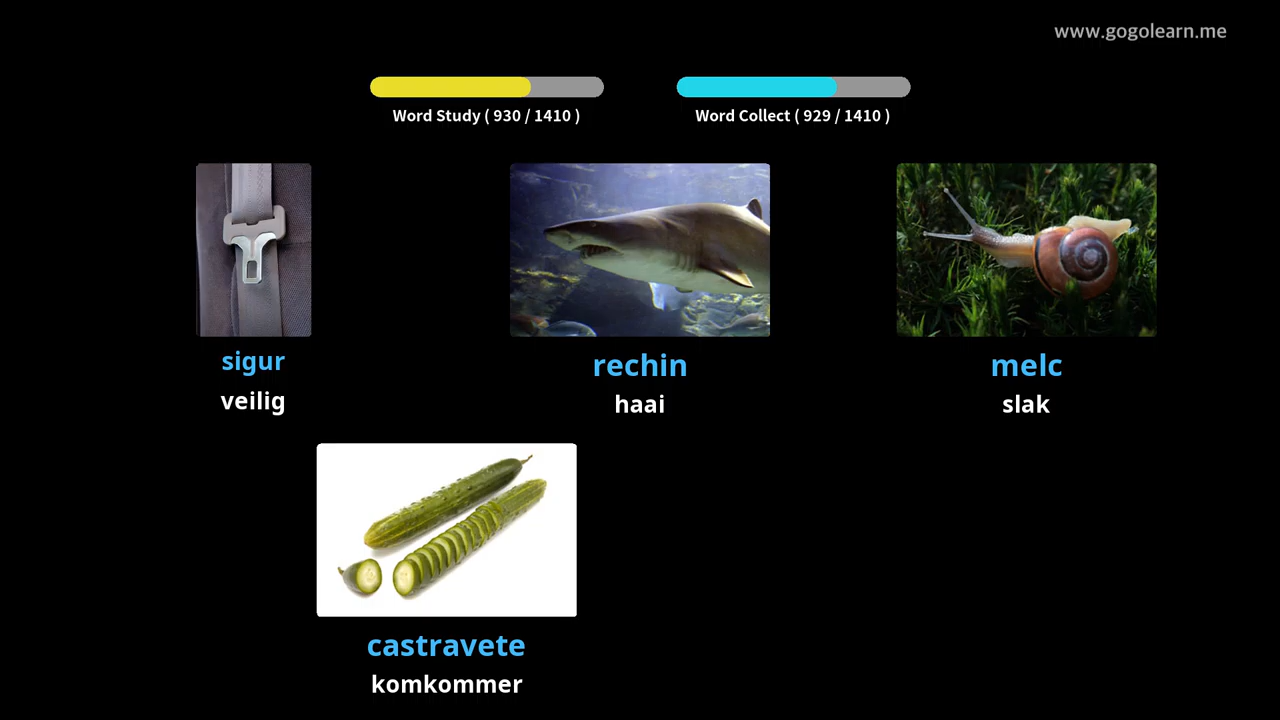 www.gogolearn.me
Word Study ( 930 / 1410 )
Word Collect ( 929 / 1410 )
sigur
veilig
rechin
haai
melc
slak
castravete
komkommer